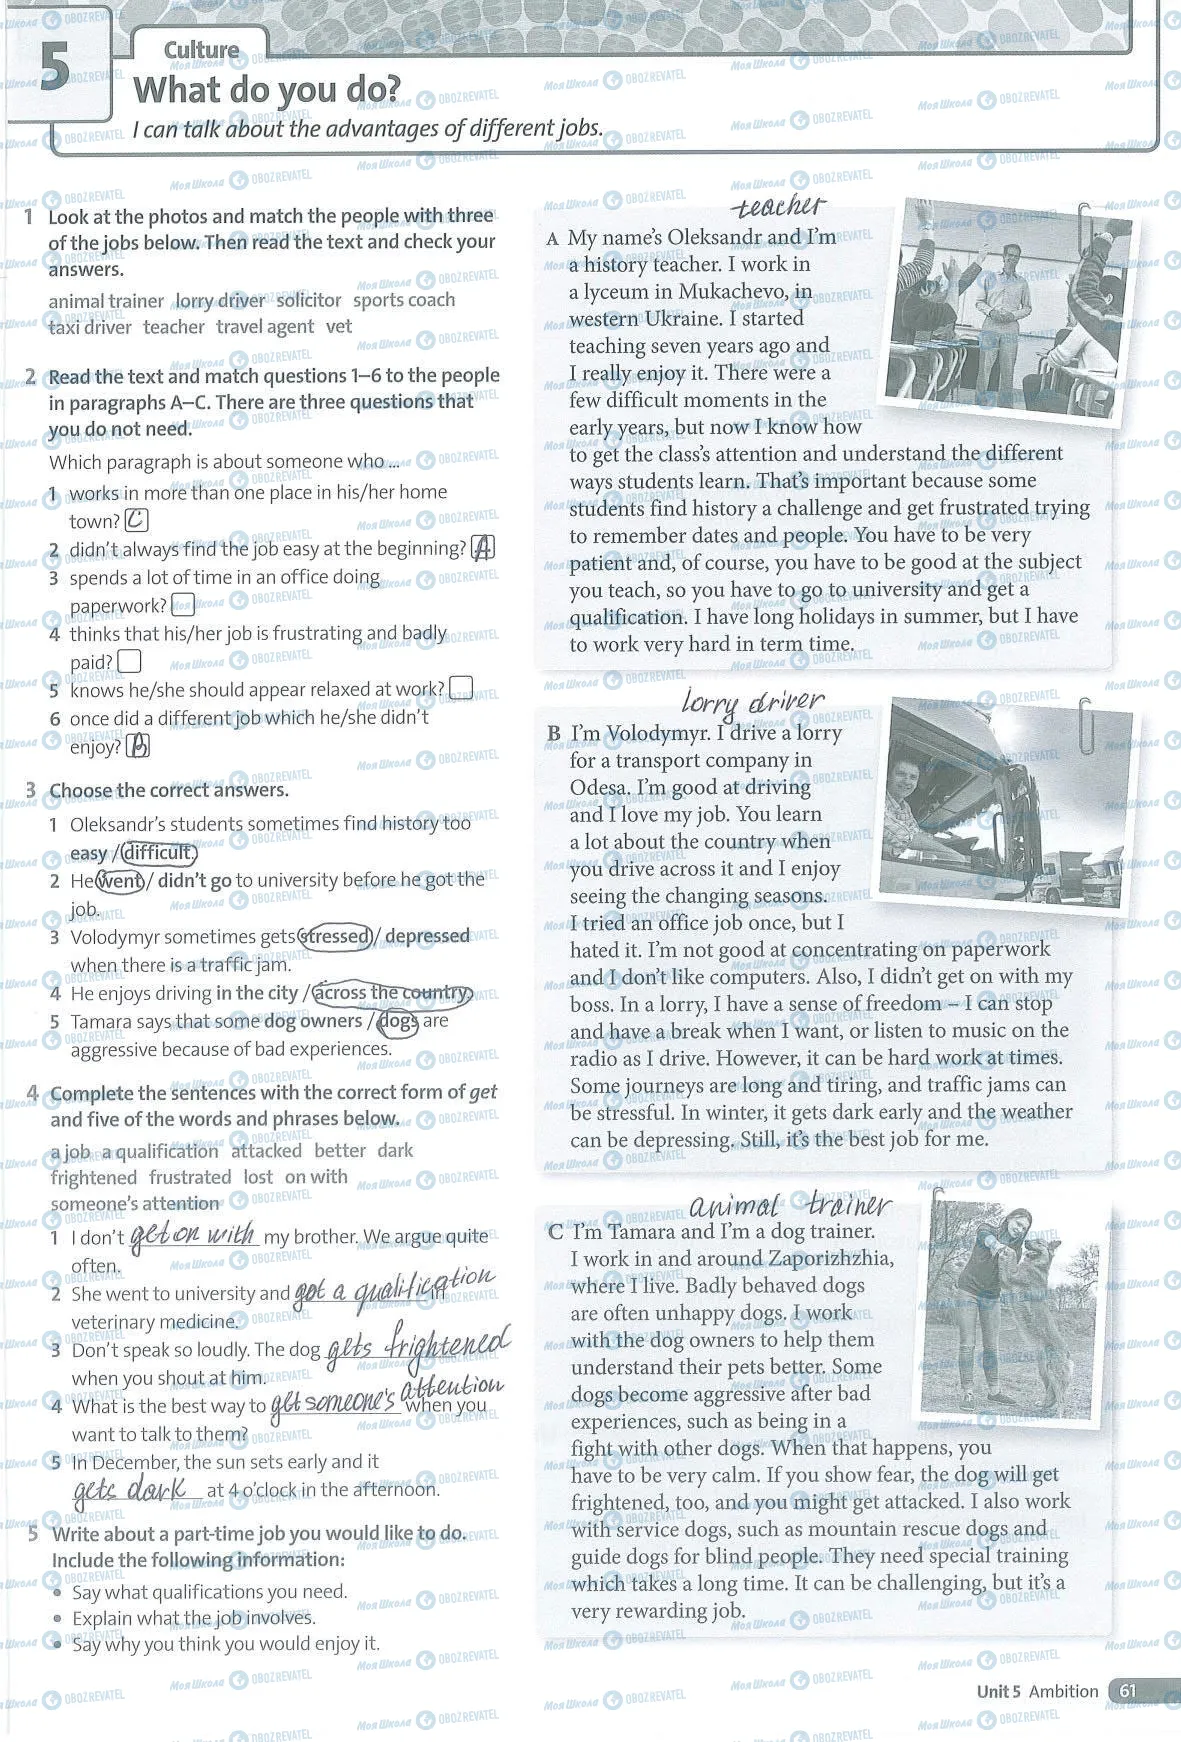 5
Culture
What do you do?
I can talk about the advantages of different jobs.
1 Look at the photos and match the people with three
of the jobs below. Then read the text and check your
answers.
animal trainer lorry driver solicitor sports coach
taxi driver teacher travel agent vet
2 Read the text and match questions 1–6 to the people
in paragraphs A–C. There are three questions that
you do not need.
Which paragraph is about someone who ...
1 works in more than one place in his/her home
town? C
2 didn't always find the job easy at the beginning? A
3 spends a lot of time in an office doing
paperwork?
4 thinks that his/her job is frustrating and badly
paid?
5 knows he/she should appear relaxed at work?
6 once did a different job which he/she didn't
enjoy? B
3 Choose the correct answers.
1 Oleksandr's students sometimes find history too
easy / difficult.
2 He went / didn't go to university before he got the
job.
3 Volodymyr sometimes gets stressed / depressed
when there is a traffic jam.
4 He enjoys driving in the city / across the country.
5 Tamara says that some dog owners / dogs are
aggressive because of bad experiences.
4 Complete the sentences with the correct form of get
and five of the words and phrases below.
a job a qualification attacked better dark
frightened frustrated lost on with
someone's attention
1 I don't get on with my brother. We argue quite
often.
2 She went to university and got a qualification in
veterinary medicine.
3 Don't speak so loudly. The dog gets frightened
when you shout at him.
4 What is the best way to get someone's attention when you
want to talk to them?
5 In December, the sun sets early and it
gets dark at 4 o'clock in the afternoon.
5 Write about a part-time job you would like to do.
Include the following information:
• Say what qualifications you need.
• Explain what the job involves.
• Say why you think you would enjoy it.
teacher
A My name's Oleksandr and I'm
a history teacher. I work in
a lyceum in Mukachevo, in
western Ukraine. I started
teaching seven years ago and
I really enjoy it. There were a
few difficult moments in the
early years, but now I know how
to get the class's attention and understand the different
ways students learn. That's important because some
students find history a challenge and get frustrated trying
to remember dates and people. You have to be very
patient and, of course, you have to be good at the subject
you teach, so you have to go to university and get a
qualification. I have long holidays in summer, but I have
to work very hard in term time.
lorry driver
B I'm Volodymyr. I drive a lorry
for a transport company in
Odesa. I'm good at driving
and I love my job. You learn
a lot about the country when
you drive across it and I enjoy
seeing the changing seasons.
I tried an office job once, but I
hated it. I'm not good at concentrating on paperwork
and I don't like computers. Also, I didn't get on with my
boss. In a lorry, I have a sense of freedom – I can stop
and have a break when I want, or listen to music on the
radio as I drive. However, it can be hard work at times.
Some journeys are long and tiring, and traffic jams can
be stressful. In winter, it gets dark early and the weather
can be depressing. Still, it's the best job for me.
animal trainer
C I'm Tamara and I'm a dog trainer.
I work in and around Zaporizhzhia,
where I live. Badly behaved dogs
are often unhappy dogs. I work
with the dog owners to help them
understand their pets better. Some
dogs become aggressive after bad
experiences, such as being in a
fight with other dogs. When that happens, you
have to be very calm. If you show fear, the dog will get
frightened, too, and you might get attacked. I also work
with service dogs, such as mountain rescue dogs and
guide dogs for blind people. They need special training
which takes a long time. It can be challenging, but it's a
very rewarding job.
Unit 5 Ambition 61
Моя Школа OBOZREVATEL